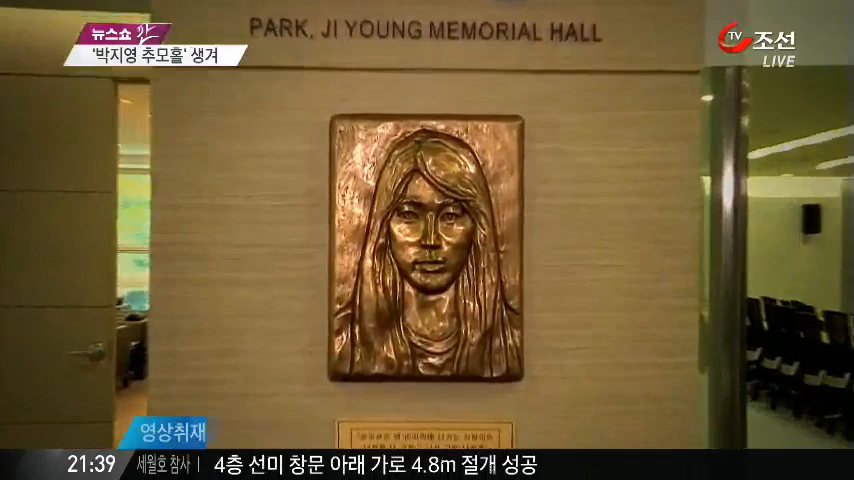 뉴스쇼 판
'박지영 추모홀' 생겨
PARK, JI YOUNG MEMORIAL HALL
TV조선
LIVE
영상취재
21:39 세월호 참사 4층 선미 창문 아래 가로 4.8m 절개 성공